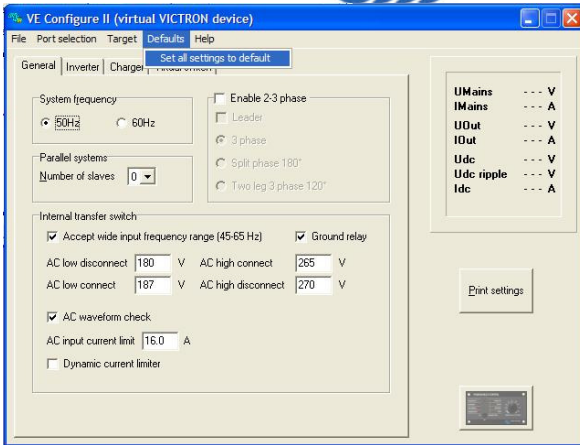 VE Configure II (virtual VICTRON device)
File Port selection Target Defaults Help
Set all settings to default
General Inverter Charger
System frequency
50Hz 60Hz
Parallel systems
Number of slaves 0
Enable 2-3 phase
Leader
3 phase
Split phase 180°
Two leg 3 phase 120°
Internal transfer switch
Accept wide input frequency range (45-65 Hz) Ground relay
AC low disconnect 180 V AC high connect 265 V
AC low connect 187 V AC high disconnect 270 V
AC waveform check
AC input current limit 16.0 A
Dynamic current limiter
UMains --- V
IMains --- A
UOut --- V
IOut --- A
Udc --- V
Udc ripple --- V
Idc --- A
Print settings